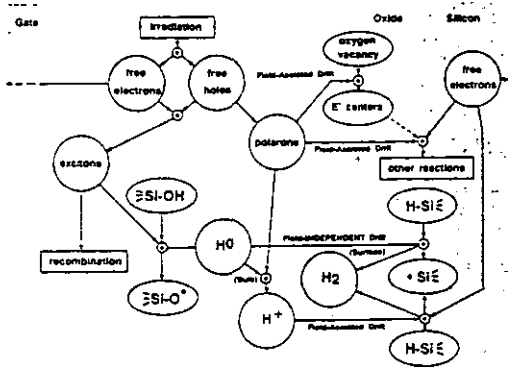 Gate
Oxide
Silicon
irradiation
oxygen
vacancy
free
electrons
free
holes
Field-Assisted Drift
free
electrons
E' centers
polarons
Field-Assisted Drift
excitons
other reactions
≡Si-OH
H-Si≡
H⁰
Field-INDEPENDENT Drift
(Surface)
recombination
H₂
• Si≡
(Bulk)
≡Si-O•
H⁺
Field-Assisted Drift
H-Si≡